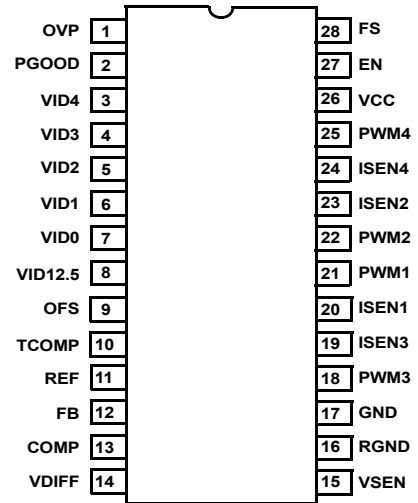 OVP 1 28 FS
PGOOD 2 27 EN
VID4 3 26 VCC
VID3 4 25 PWM4
VID2 5 24 ISEN4
VID1 6 23 ISEN2
VID0 7 22 PWM2
VID12.5 8 21 PWM1
OFS 9 20 ISEN1
TCOMP 10 19 ISEN3
REF 11 18 PWM3
FB 12 17 GND
COMP 13 16 RGND
VDIFF 14 15 VSEN